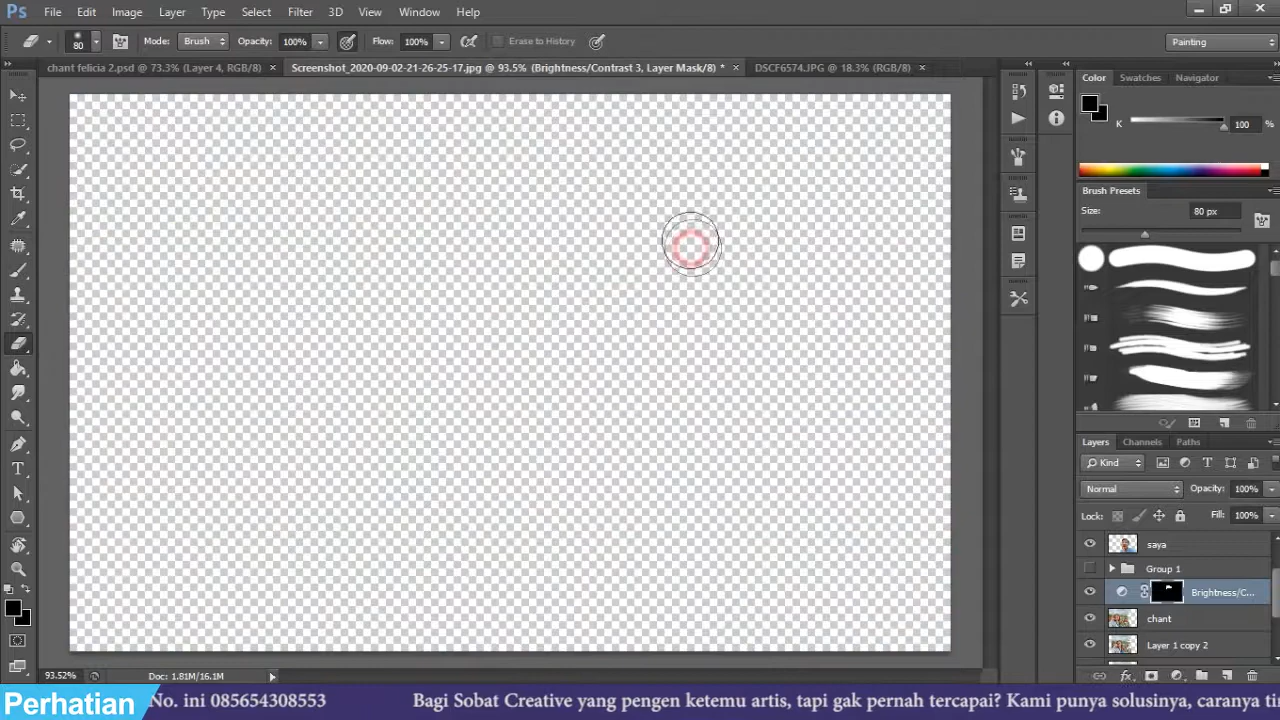 Ps File Edit Image Layer Type Select Filter 3D View Window Help
80 Mode: Brush Opacity: 100% Flow: 100% Erase to History Painting
chant felicia 2.psd @ 73.3% (Layer 4, RGB/8) × Screenshot_2020-09-02-21-26-25-17.jpg @ 93.5% (Brightness/Contrast 3, Layer Mask/8) * × DSCF6574.JPG @ 18.3% (RGB/8) ×
Color Swatches Navigator
K 100 %
Brush Presets
Size: 80 px
Layers Channels Paths
Kind
Normal Opacity: 100%
Lock: Fill: 100%
saya
Group 1
Brightness/C...
chant
Layer 1 copy 2
93.52% Doc: 1.81M/16.1M
Perhatian No. ini 085654308553 Bagi Sobat Creative yang pengen ketemu artis, tapi gak pernah tercapai? Kami punya solusinya, caranya ti